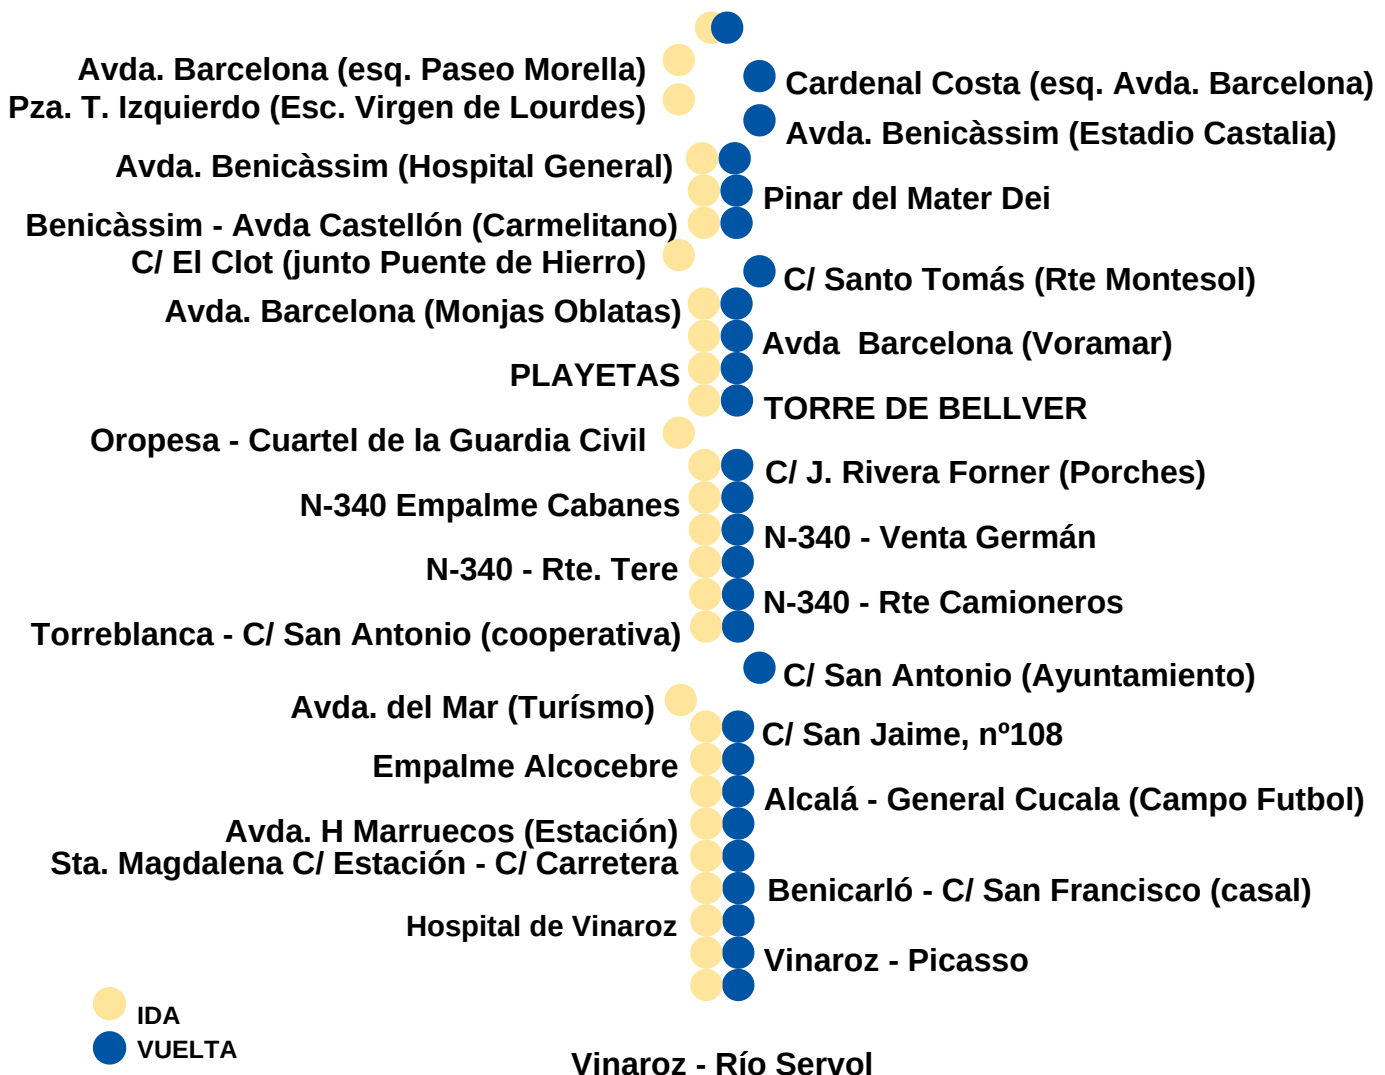 Avda. Barcelona (esq. Paseo Morella)
Cardenal Costa (esq. Avda. Barcelona)
Pza. T. Izquierdo (Esc. Virgen de Lourdes)
Avda. Benicàssim (Estadio Castalia)
Avda. Benicàssim (Hospital General)
Pinar del Mater Dei
Benicàssim - Avda Castellón (Carmelitano)
C/ El Clot (junto Puente de Hierro)
C/ Santo Tomás (Rte Montesol)
Avda. Barcelona (Monjas Oblatas)
Avda  Barcelona (Voramar)
PLAYETAS
TORRE DE BELLVER
Oropesa - Cuartel de la Guardia Civil
C/ J. Rivera Forner (Porches)
N-340 Empalme Cabanes
N-340 - Venta Germán
N-340 - Rte. Tere
N-340 - Rte Camioneros
Torreblanca - C/ San Antonio (cooperativa)
C/ San Antonio (Ayuntamiento)
Avda. del Mar (Turísmo)
C/ San Jaime, nº108
Empalme Alcocebre
Alcalá - General Cucala (Campo Futbol)
Avda. H Marruecos (Estación)
Sta. Magdalena C/ Estación - C/ Carretera
Benicarló - C/ San Francisco (casal)
Hospital de Vinaroz
Vinaroz - Picasso
IDA
VUELTA
Vinaroz - Río Servol